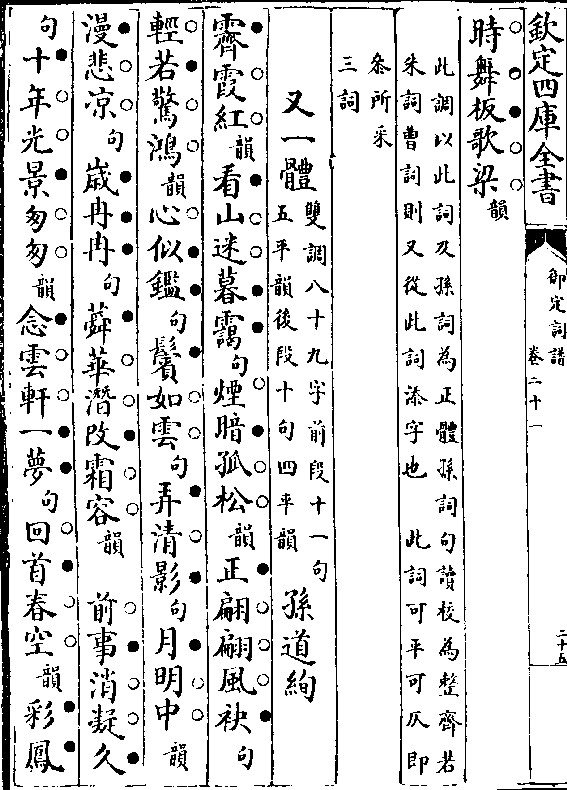 欽定四庫全書
御定詞譜
卷二十一
二十五
時舞板歌梁韻
此調以此詞及孫詞為正體孫詞句讀校為整齊若
朱詞曹詞則又從此詞添字也 此詞可平可仄即
叅所采
三詞
又一體雙調八十九字前段十一句
五平韻後段十句四平韻 孫道絢
霽霞紅韻看山迷暮靄句煙暗孤松韻正翩翩風袂句
輕若驚鴻韻心似鑑句鬢如雲句弄清影句月明中韻
漫悲凉句歲冉冉句蕣華潛改霜容韻 前事消凝久
句十年光景匆匆韻念雲軒一夢句回首春空韻彩鳳